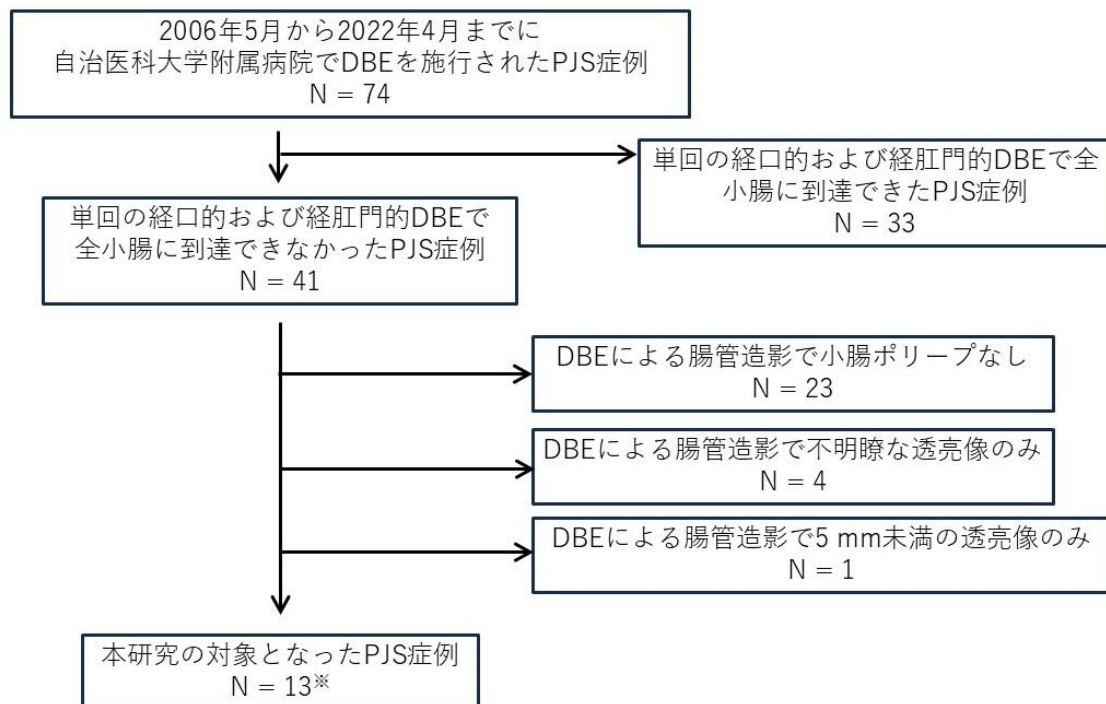 2006年5月から2022年4月までに
自治医科大学附属病院でDBEを施行されたPJS症例
N = 74
単回の経口的および経肛門的DBEで全
小腸に到達できたPJS症例
N = 33
単回の経口的および経肛門的DBEで
全小腸に到達できなかったPJS症例
N = 41
DBEによる腸管造影で小腸ポリープなし
N = 23
DBEによる腸管造影で不明瞭な透亮像のみ
N = 4
DBEによる腸管造影で5 mm未満の透亮像のみ
N = 1
本研究の対象となったPJS症例
N = 13※